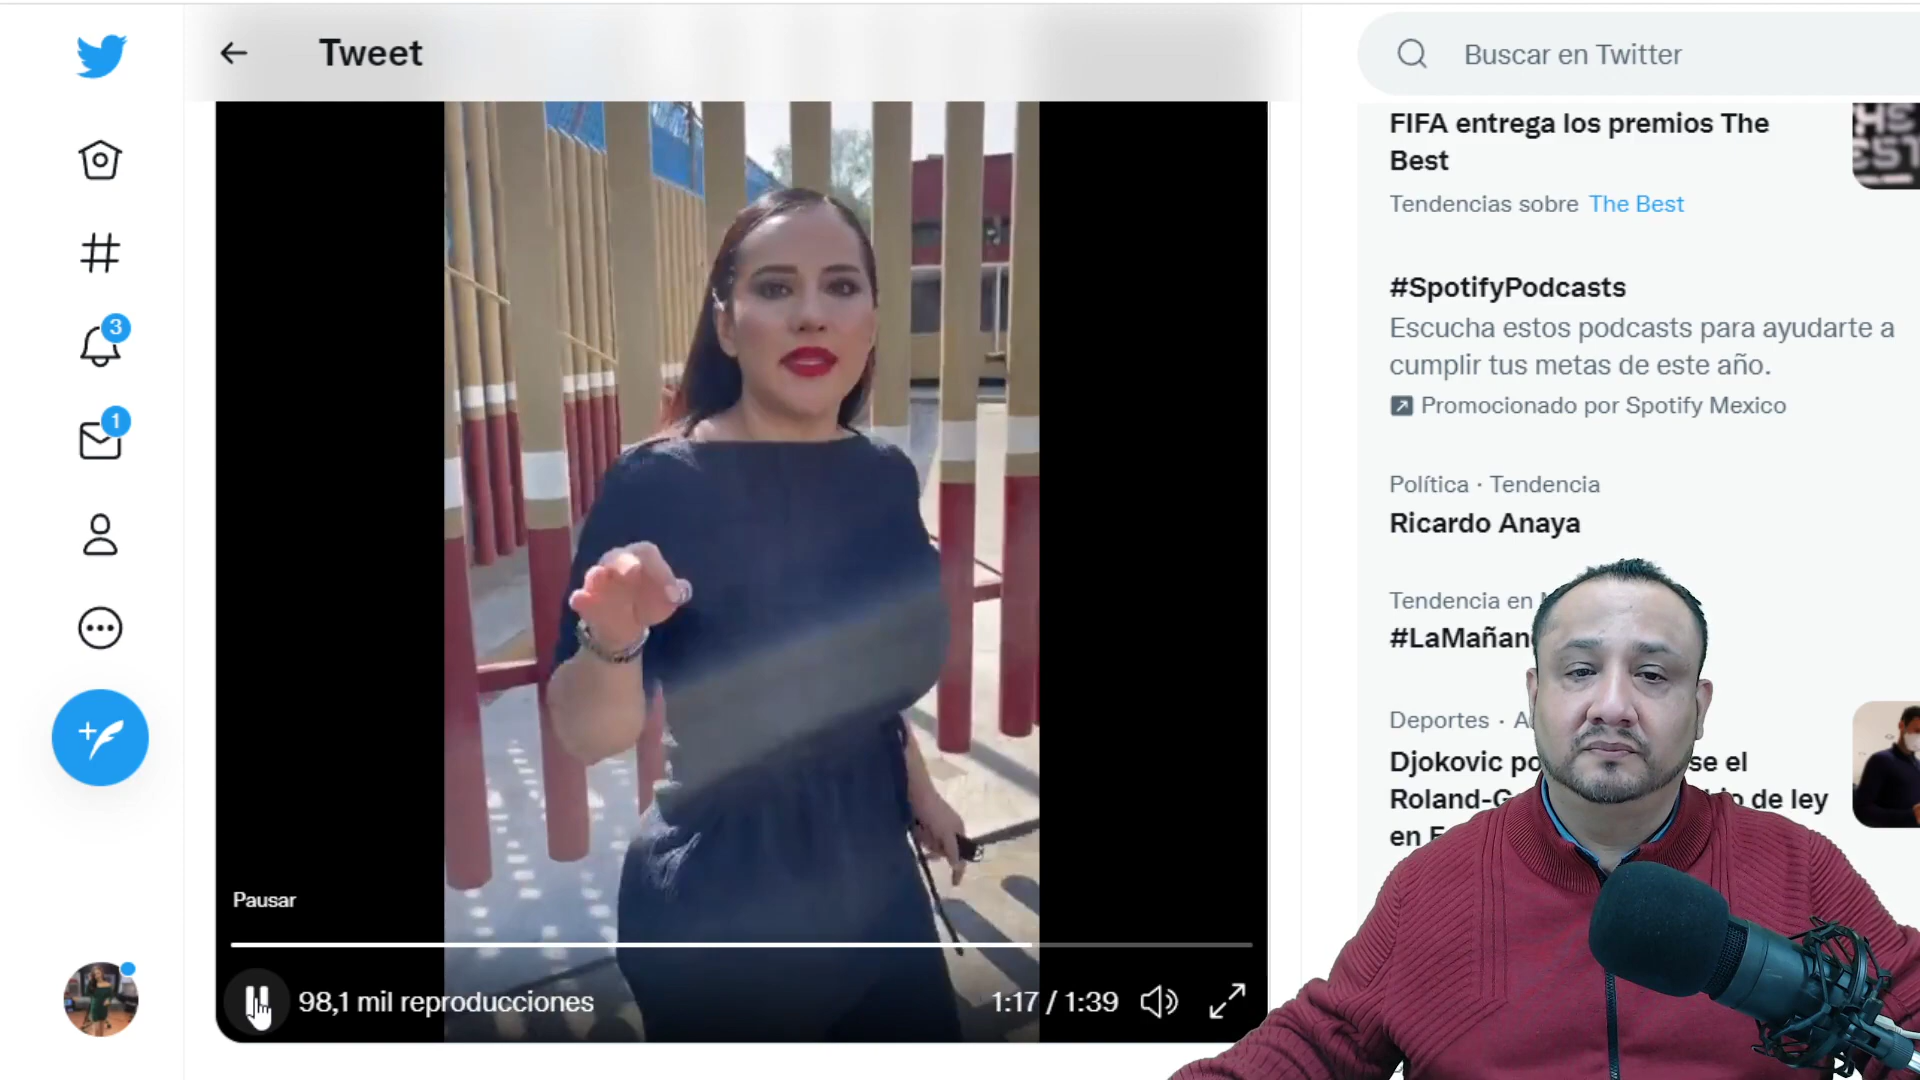 Tweet
Buscar en Twitter
FIFA entrega los premios The
Best
Tendencias sobre The Best
#SpotifyPodcasts
Escucha estos podcasts para ayudarte a
cumplir tus metas de este año.
Promocionado por Spotify Mexico
Política · Tendencia
Ricardo Anaya
Tendencia en
#LaMañan
Deportes · A
Djokovic po se el
Roland-G io de ley
en F
3
1
Pausar
98,1 mil reproducciones
1:17 / 1:39